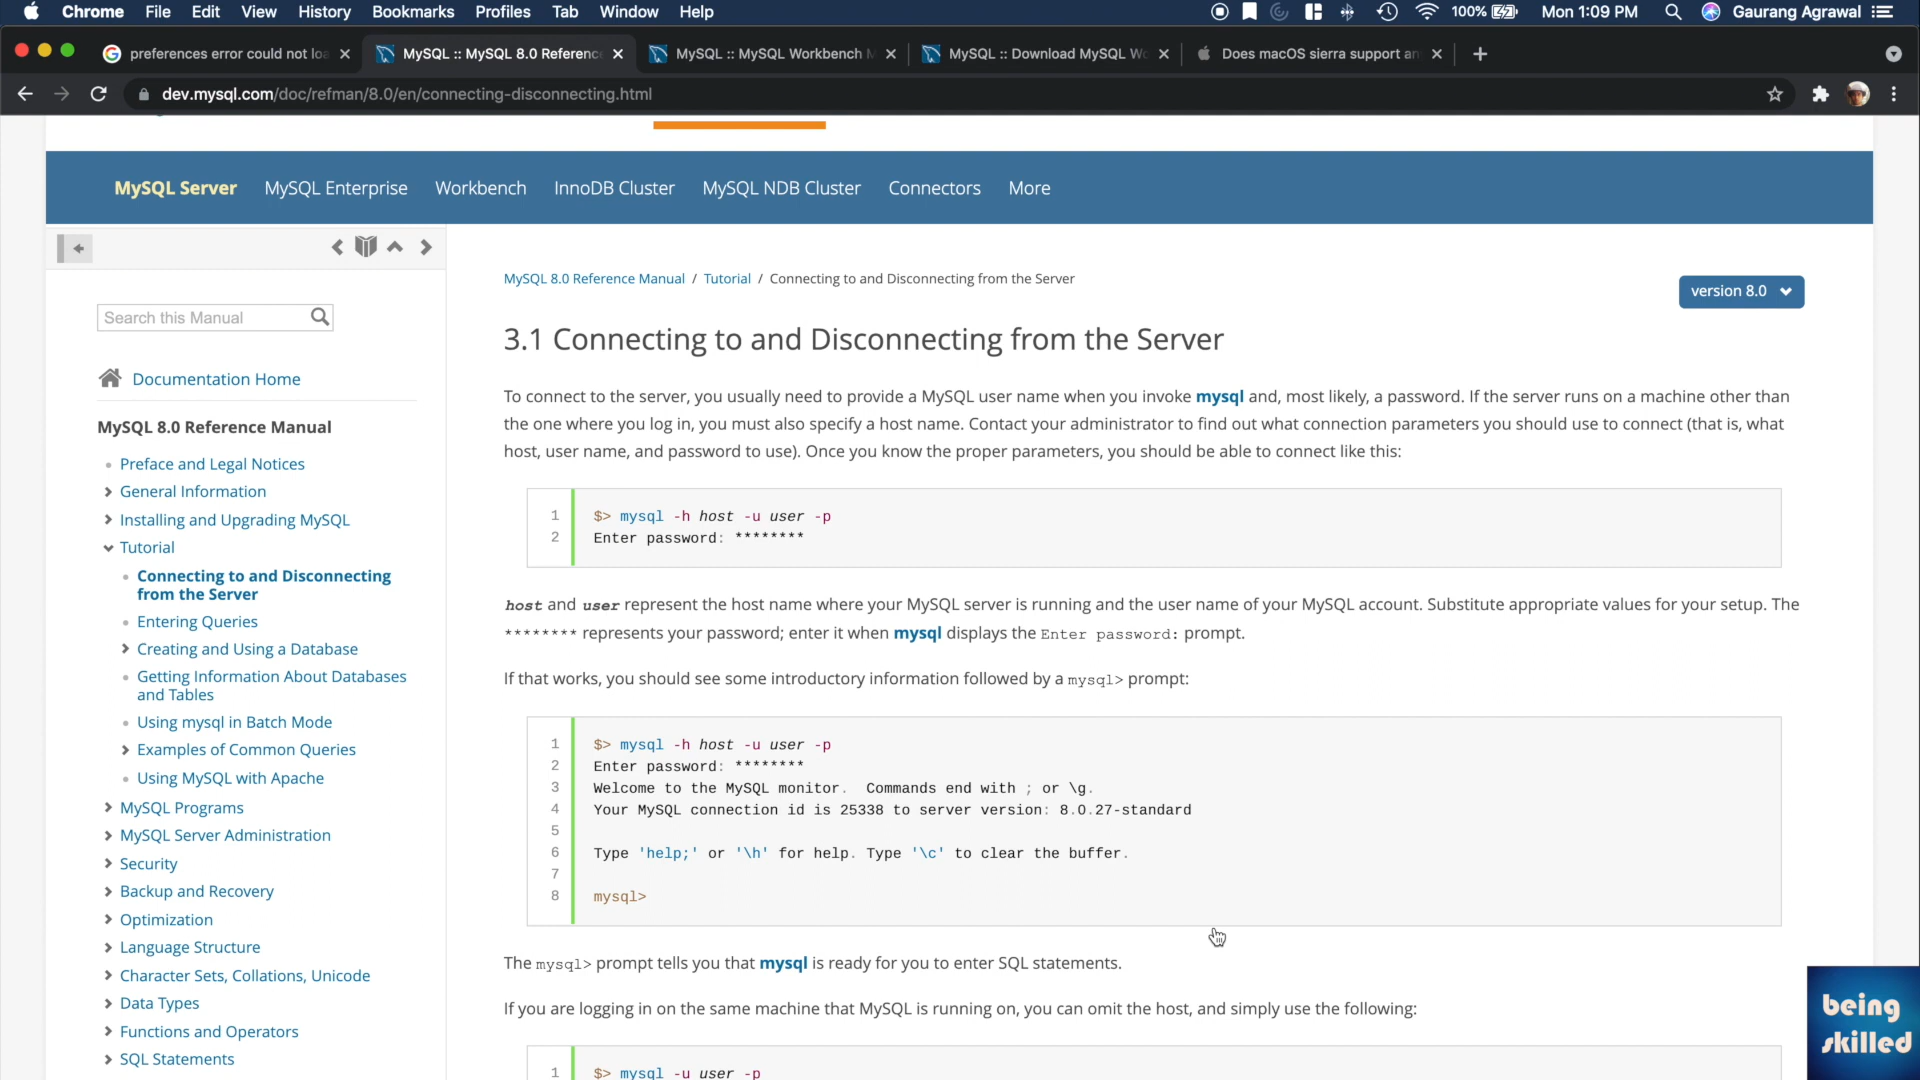 Chrome File Edit View History Bookmarks Profiles Tab Window Help 100% Mon 1:09 PM Gaurang Agrawal
preferences error could not loa MySQL :: MySQL 8.0 Reference MySQL :: MySQL Workbench M MySQL :: Download MySQL Wo Does macOS sierra support an
dev.mysql.com/doc/refman/8.0/en/connecting-disconnecting.html
MySQL Server MySQL Enterprise Workbench InnoDB Cluster MySQL NDB Cluster Connectors More
Search this Manual
Documentation Home
MySQL 8.0 Reference Manual
Preface and Legal Notices
General Information
Installing and Upgrading MySQL
Tutorial
Connecting to and Disconnecting
from the Server
Entering Queries
Creating and Using a Database
Getting Information About Databases
and Tables
Using mysql in Batch Mode
Examples of Common Queries
Using MySQL with Apache
MySQL Programs
MySQL Server Administration
Security
Backup and Recovery
Optimization
Language Structure
Character Sets, Collations, Unicode
Data Types
Functions and Operators
SQL Statements
MySQL 8.0 Reference Manual / Tutorial / Connecting to and Disconnecting from the Server
version 8.0
3.1 Connecting to and Disconnecting from the Server
To connect to the server, you usually need to provide a MySQL user name when you invoke mysql and, most likely, a password. If the server runs on a machine other than
the one where you log in, you must also specify a host name. Contact your administrator to find out what connection parameters you should use to connect (that is, what
host, user name, and password to use). Once you know the proper parameters, you should be able to connect like this:
1 $> mysql -h host -u user -p
2 Enter password: ********
host and user represent the host name where your MySQL server is running and the user name of your MySQL account. Substitute appropriate values for your setup. The
******** represents your password; enter it when mysql displays the Enter password: prompt.
If that works, you should see some introductory information followed by a mysql> prompt:
1 $> mysql -h host -u user -p
2 Enter password: ********
3 Welcome to the MySQL monitor. Commands end with ; or \g.
4 Your MySQL connection id is 25338 to server version: 8.0.27-standard
5
6 Type 'help;' or '\h' for help. Type '\c' to clear the buffer.
7
8 mysql>
The mysql> prompt tells you that mysql is ready for you to enter SQL statements.
If you are logging in on the same machine that MySQL is running on, you can omit the host, and simply use the following:
1 $> mysql -u user -p
being
skilled